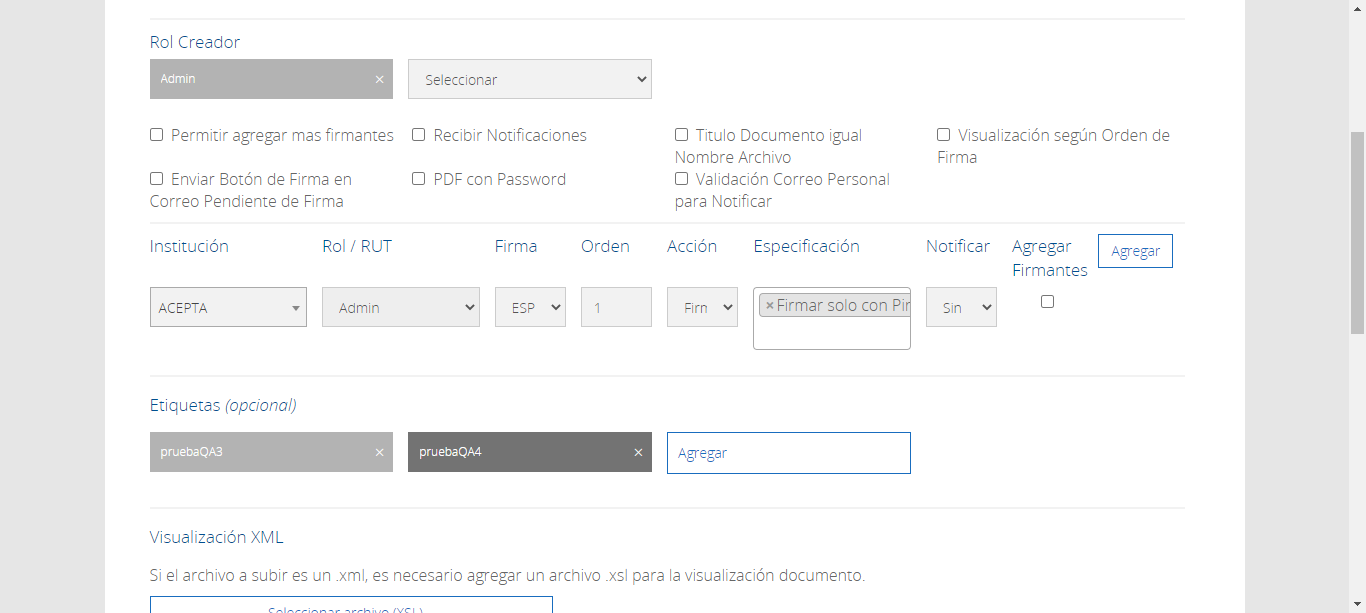 Rol Creador
Admin ×
Seleccionar
Permitir agregar mas firmantes
Recibir Notificaciones
Titulo Documento igual
Nombre Archivo
Visualización según Orden de
Firma
Enviar Botón de Firma en
Correo Pendiente de Firma
PDF con Password
Validación Correo Personal
para Notificar
Institución Rol / RUT Firma Orden Acción Especificación Notificar Agregar
Firmantes
Agregar
ACEPTA Admin ESP 1 Firn ×Firmar solo con Pin Sin
Etiquetas (opcional)
pruebaQA3 × pruebaQA4 × Agregar
Visualización XML
Si el archivo a subir es un .xml, es necesario agregar un archivo .xsl para la visualización documento.
Seleccionar archivo (XSL)